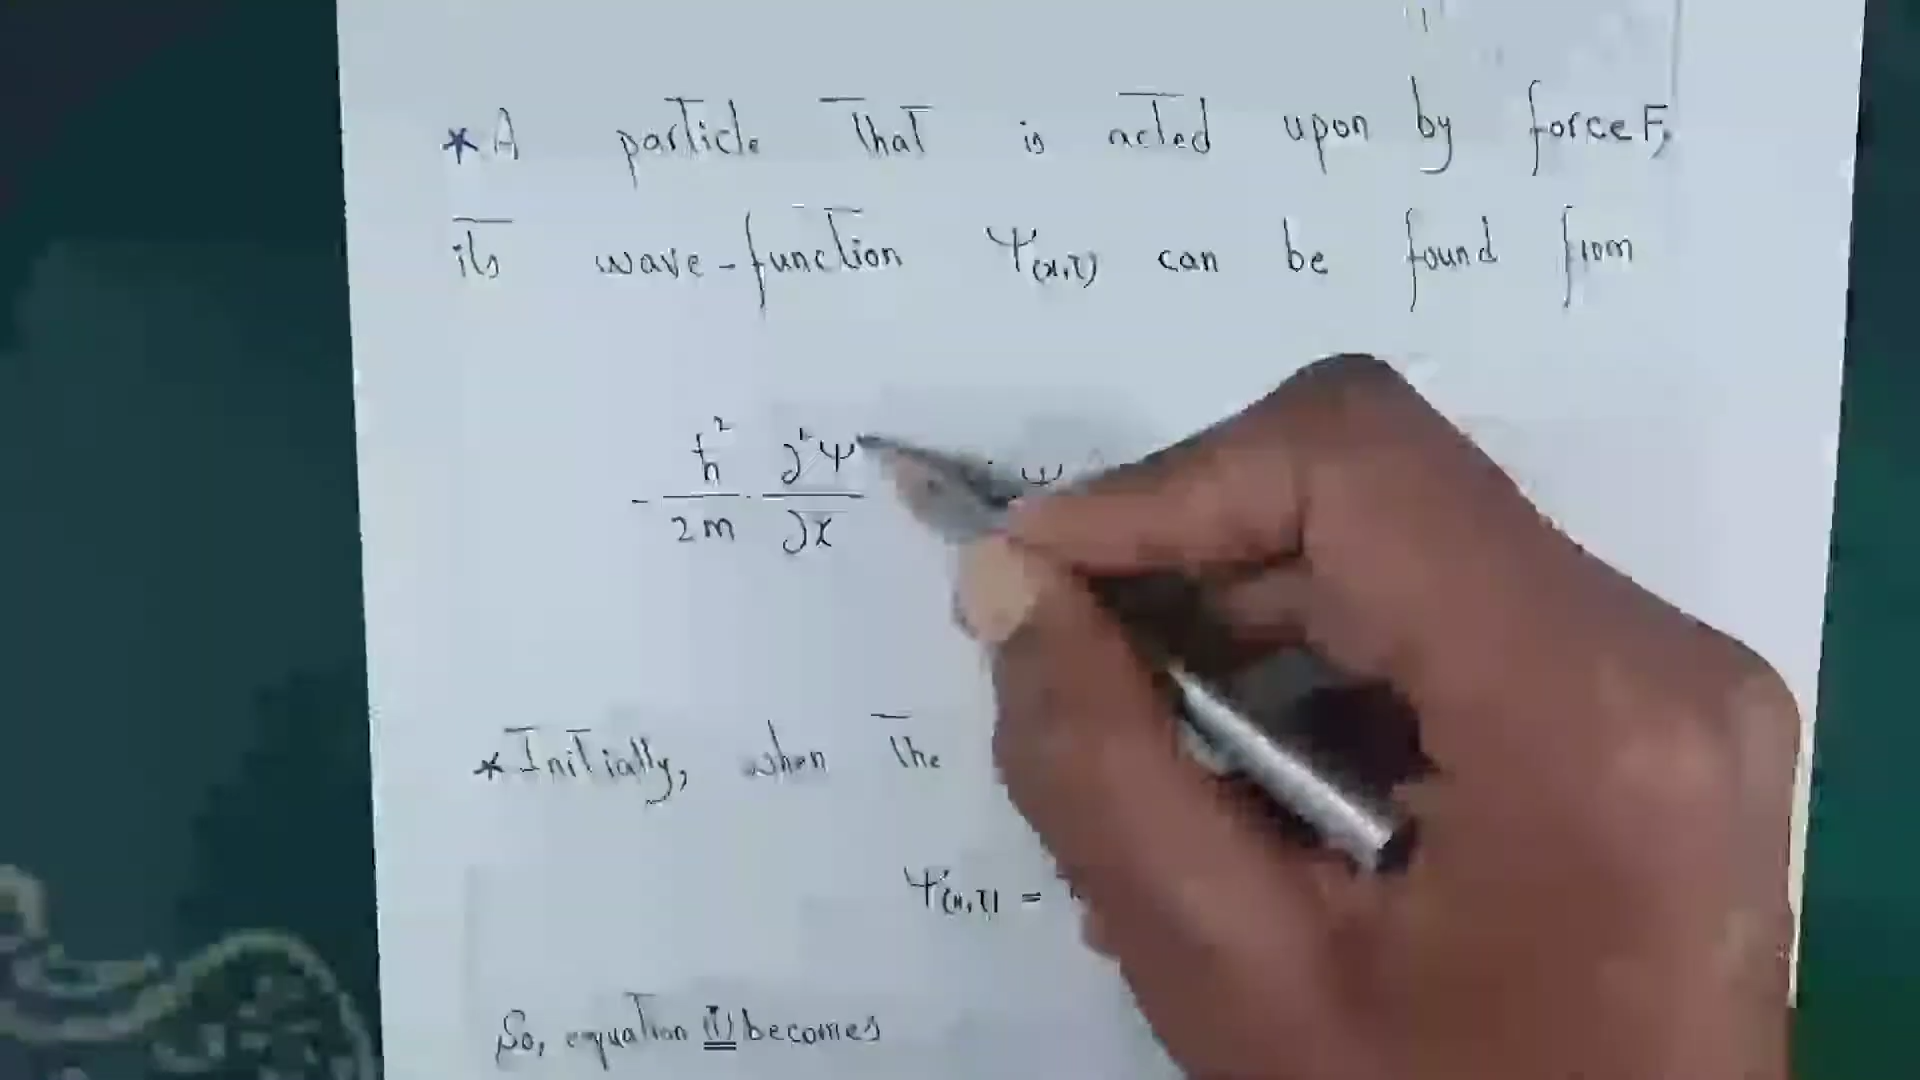 *A particle that is acted upon by force F,
its wave-function Ψ(x,t) can be found from
- ħ²/2m · ∂²Ψ/∂x Ψ
*Initially, when the
Ψ(x,t) =
So, equation (1) becomes